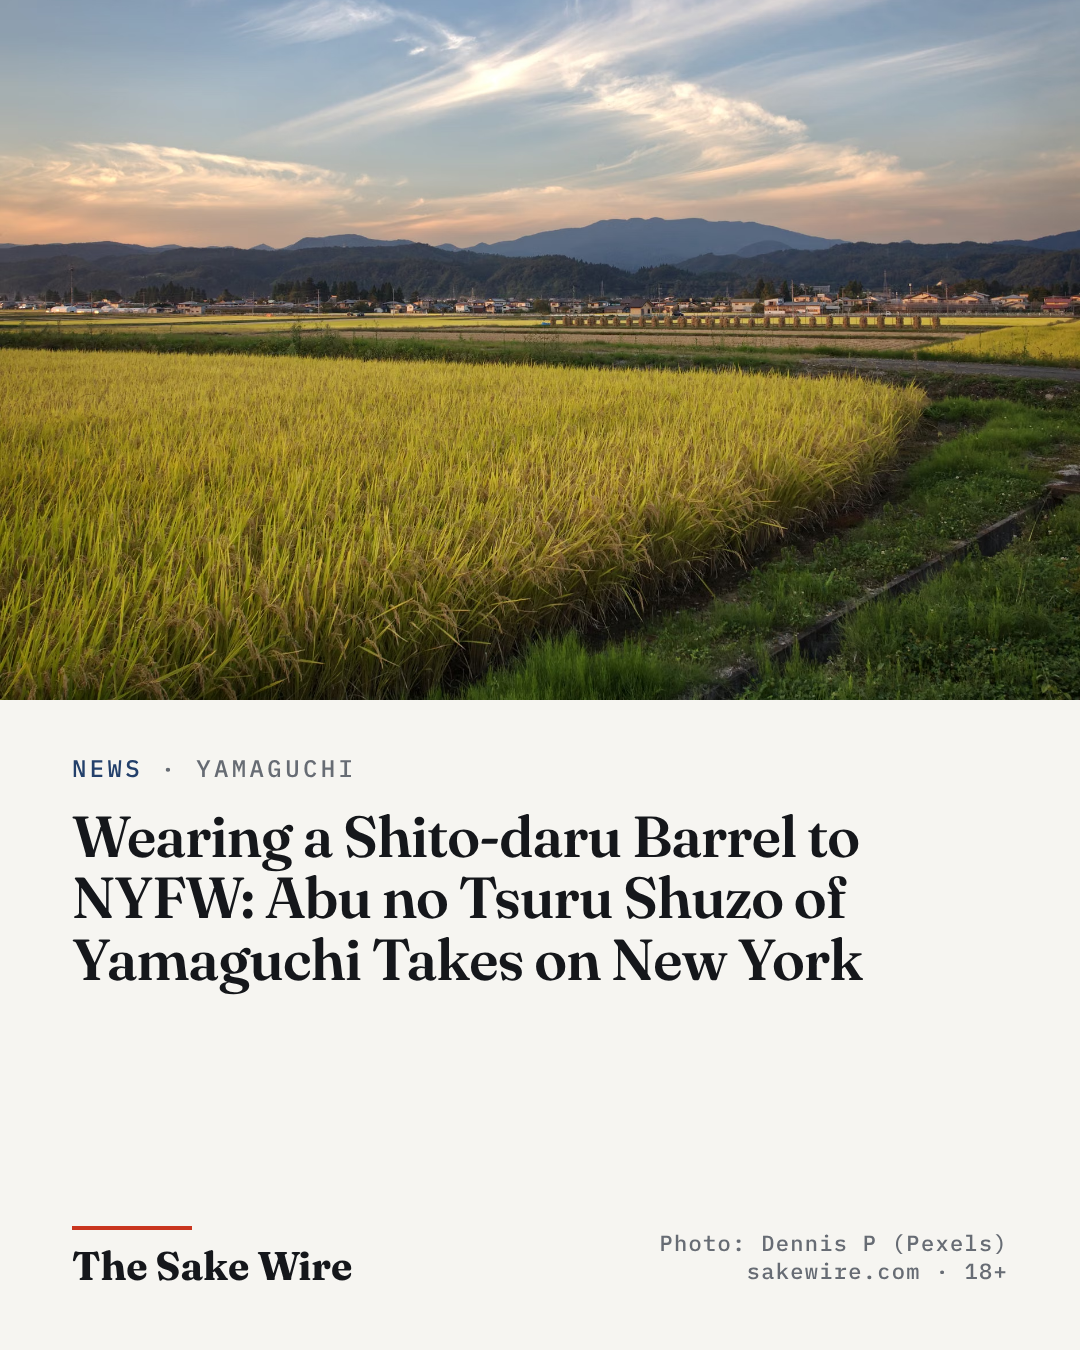 NEWS · YAMAGUCHI
Wearing a Shito-daru Barrel to
NYFW: Abu no Tsuru Shuzo of
Yamaguchi Takes on New York
The Sake Wire
Photo: Dennis P (Pexels)
sakewire.com · 18+